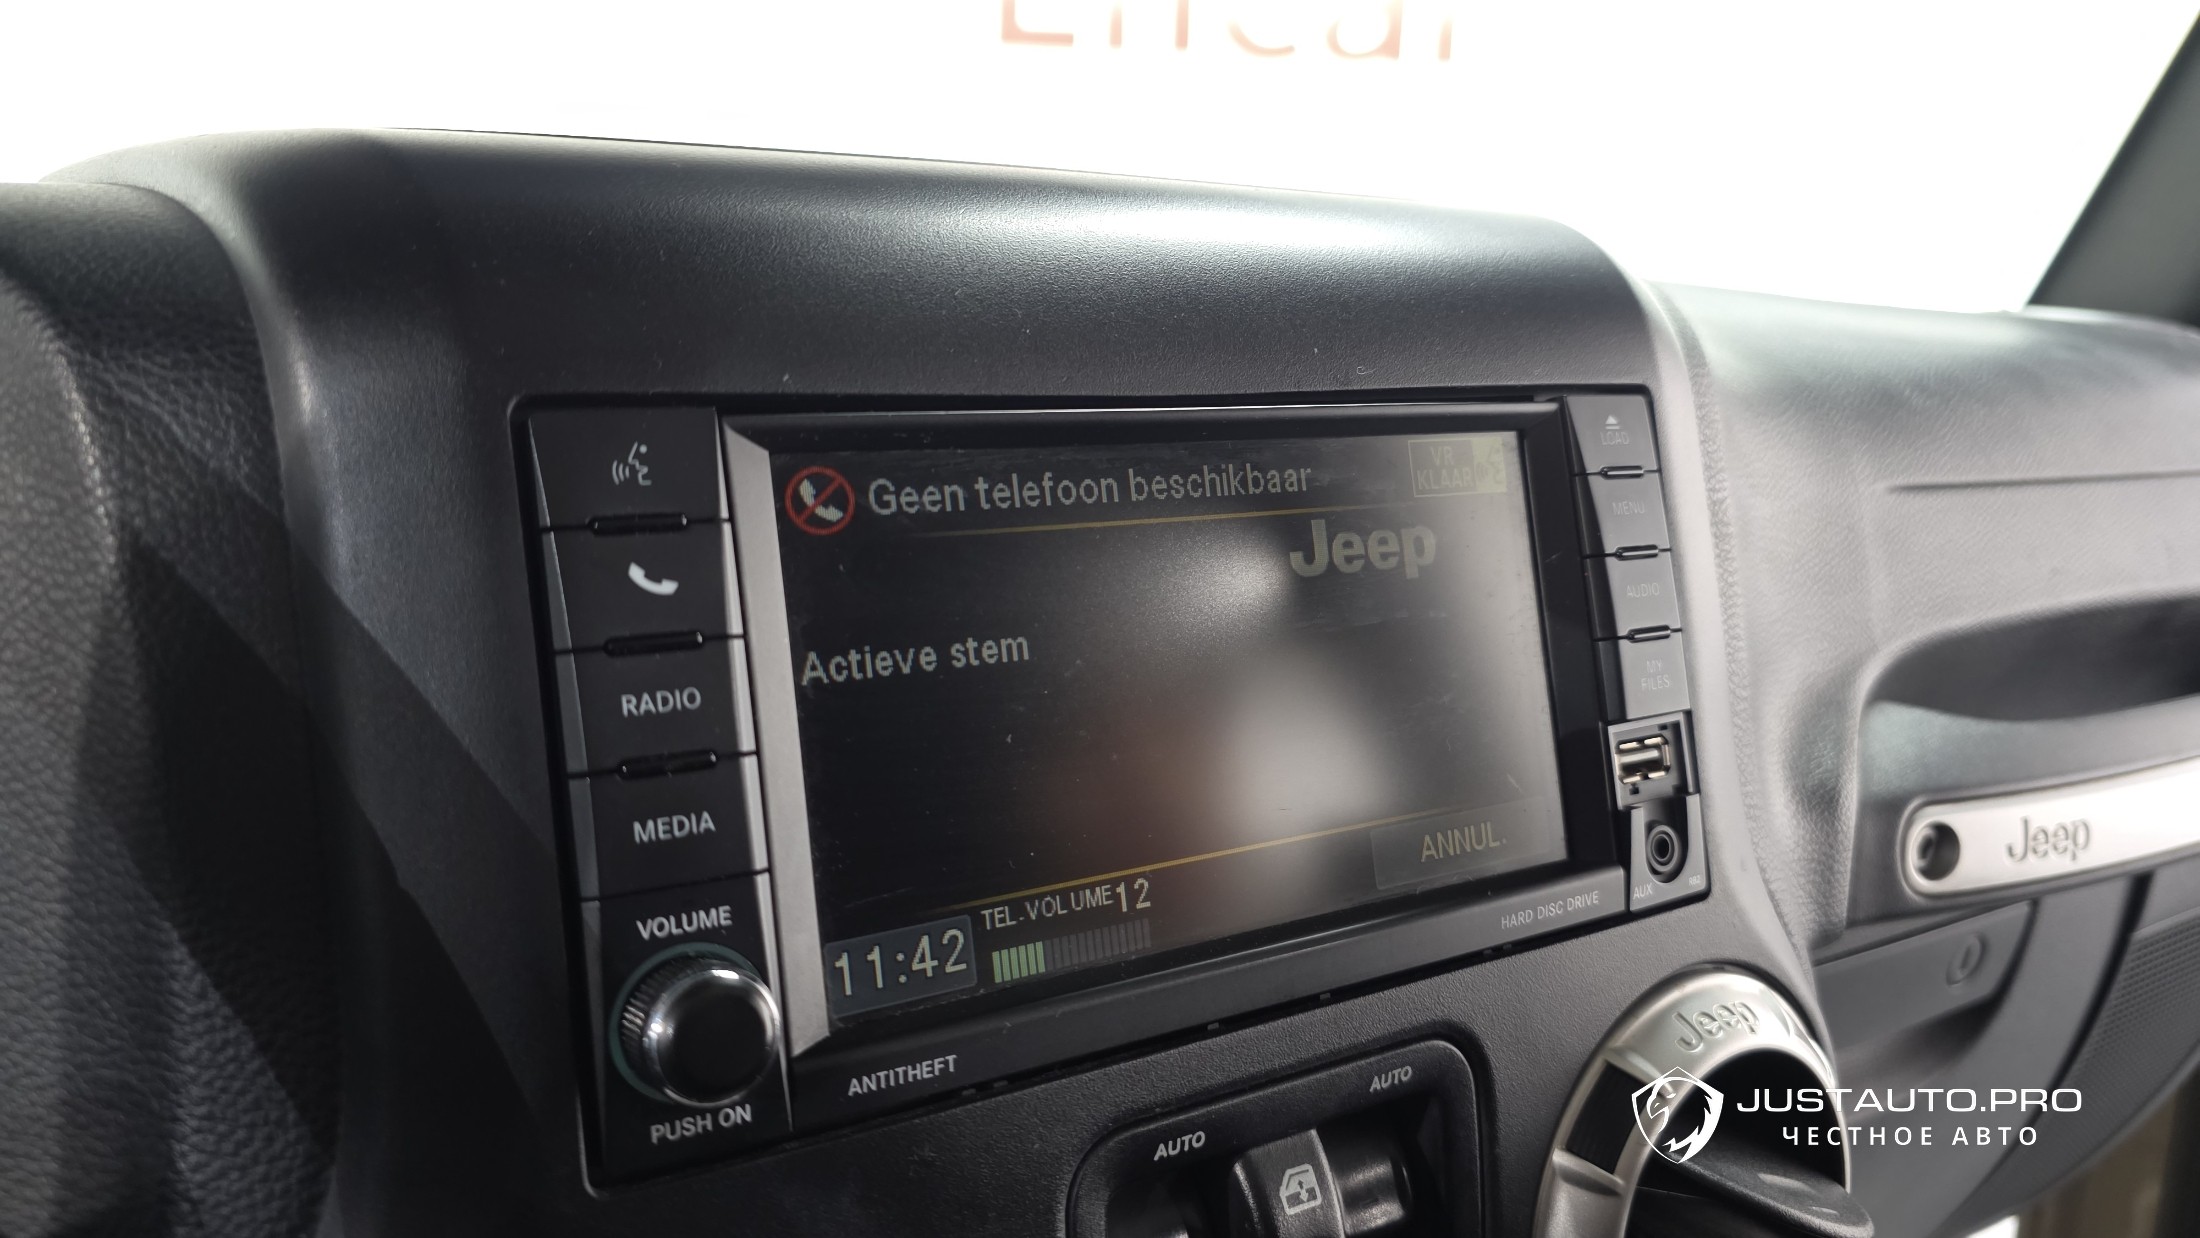 Geen telefoon beschikbaar
VR
KLAAR
Jeep
Actieve stem
ANNUL.
TEL-VOLUME 12
11:42
RADIO
MEDIA
VOLUME
PUSH ON
ANTITHEFT
HARD DISC DRIVE
LOAD
MENU
AUDIO
MY
FILES
AUX
Jeep
Jeep
AUTO
AUTO
JUSTAUTO.PRO
ЧЕСТНОЕ АВТО